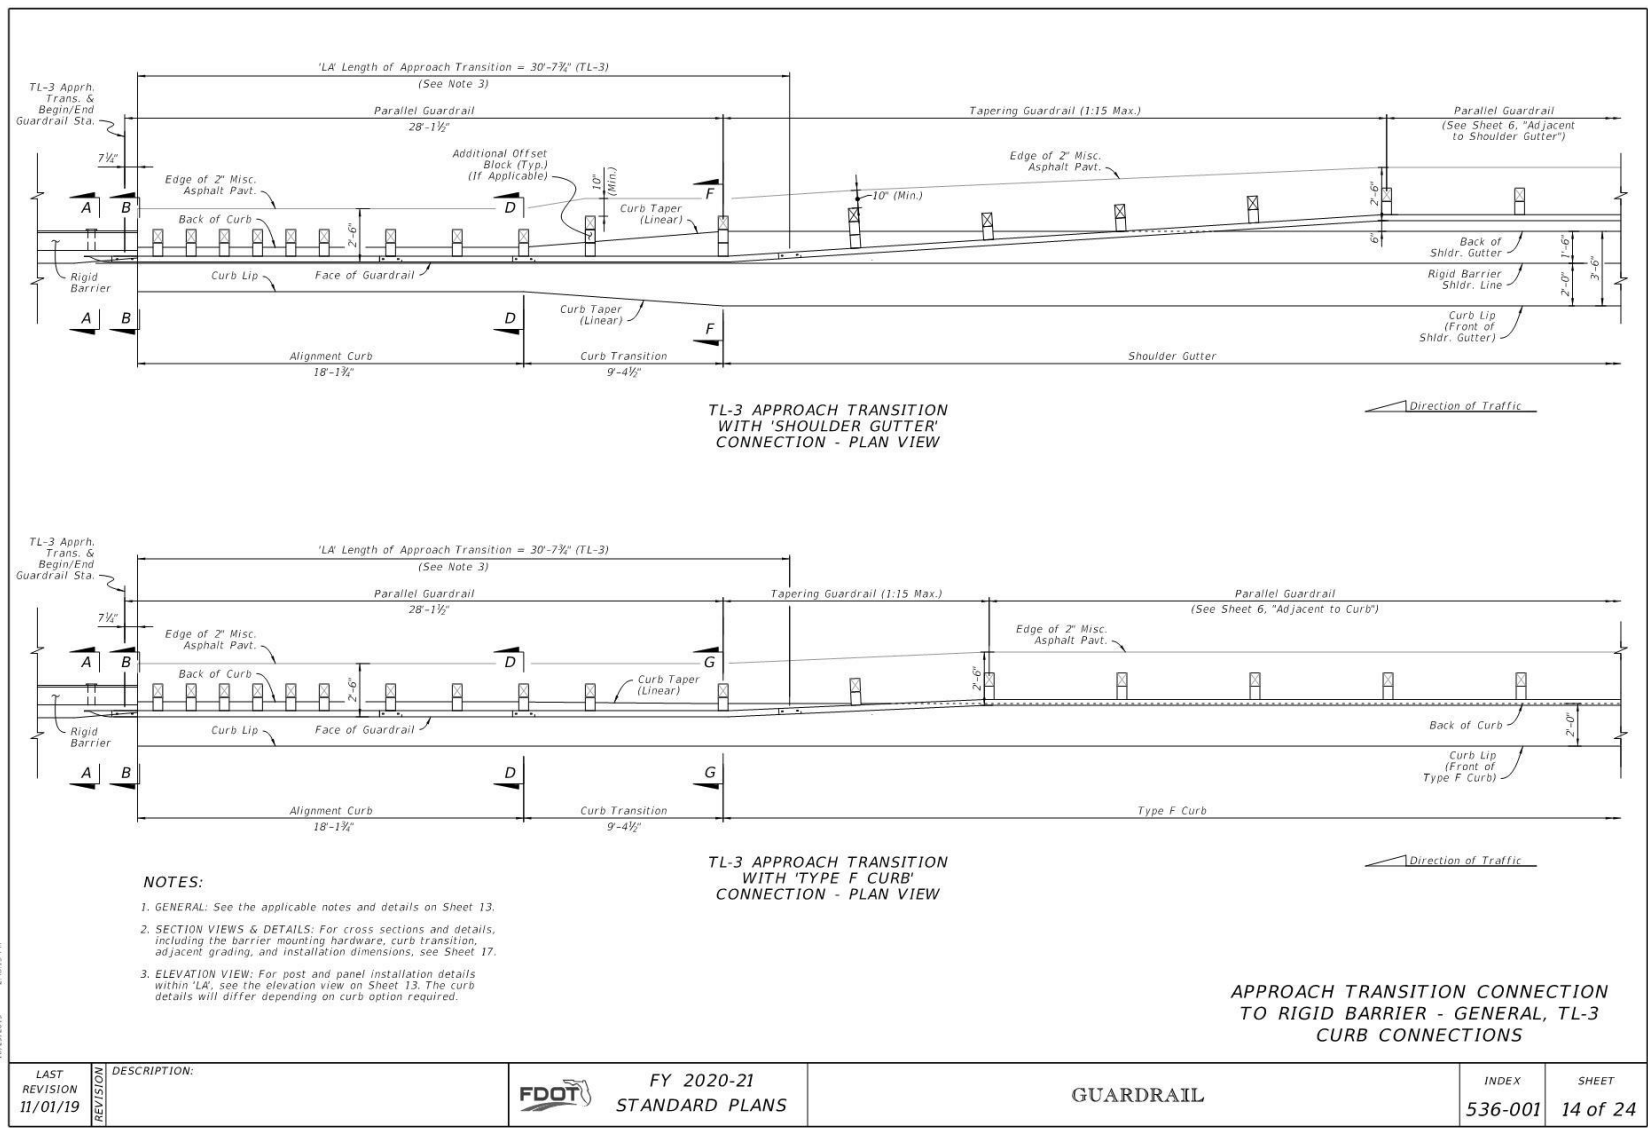 'LA' Length of Approach Transition = 30'-7¾" (TL-3)
(See Note 3)
TL-3 Apprh.
Trans. &
Begin/End
Guardrail Sta.
Parallel Guardrail
28'-1½"
Tapering Guardrail (1:15 Max.)
Parallel Guardrail
(See Sheet 6, "Adjacent
to Shoulder Gutter")
7¼"
Additional Offset
Block (Typ.)
(If Applicable)
10"
(Min.)
Edge of 2" Misc.
Asphalt Pavt.
Edge of 2" Misc.
Asphalt Pavt.
F
10" (Min.)
2'-6"
A
B
D
Curb Taper
(Linear)
Back of Curb
2'-6"
6"
Back of
Shldr. Gutter
1'-6"
3'-6"
Rigid
Barrier
Curb Lip
Face of Guardrail
Rigid Barrier
Shldr. Line
2'-0"
Curb Taper
(Linear)
Curb Lip
(Front of
Shldr. Gutter)
A
B
D
F
Alignment Curb
18'-1¾"
Curb Transition
9'-4½"
Shoulder Gutter
TL-3 APPROACH TRANSITION
WITH 'SHOULDER GUTTER'
CONNECTION - PLAN VIEW
Direction of Traffic
'LA' Length of Approach Transition = 30'-7¾" (TL-3)
(See Note 3)
TL-3 Apprh.
Trans. &
Begin/End
Guardrail Sta.
Parallel Guardrail
28'-1½"
Tapering Guardrail (1:15 Max.)
Parallel Guardrail
(See Sheet 6, "Adjacent to Curb")
7¼"
Edge of 2" Misc.
Asphalt Pavt.
Edge of 2" Misc.
Asphalt Pavt.
A
B
D
G
Back of Curb
2'-6"
Curb Taper
(Linear)
2'-6"
Rigid
Barrier
Curb Lip
Face of Guardrail
Back of Curb
2'-0"
Curb Lip
(Front of
Type F Curb)
A
B
D
G
Alignment Curb
18'-1¾"
Curb Transition
9'-4½"
Type F Curb
TL-3 APPROACH TRANSITION
WITH 'TYPE F CURB'
CONNECTION - PLAN VIEW
Direction of Traffic
NOTES:
1. GENERAL: See the applicable notes and details on Sheet 13.
2. SECTION VIEWS & DETAILS: For cross sections and details,
including the barrier mounting hardware, curb transition,
adjacent grading, and installation dimensions, see Sheet 17.
3. ELEVATION VIEW: For post and panel installation details
within 'LA', see the elevation view on Sheet 13. The curb
details will differ depending on curb option required.
APPROACH TRANSITION CONNECTION
TO RIGID BARRIER - GENERAL, TL-3
CURB CONNECTIONS
LAST
REVISION
11/01/19
REVISION
DESCRIPTION:
FDOT
FY 2020-21
STANDARD PLANS
GUARDRAIL
INDEX
536-001
SHEET
14 of 24